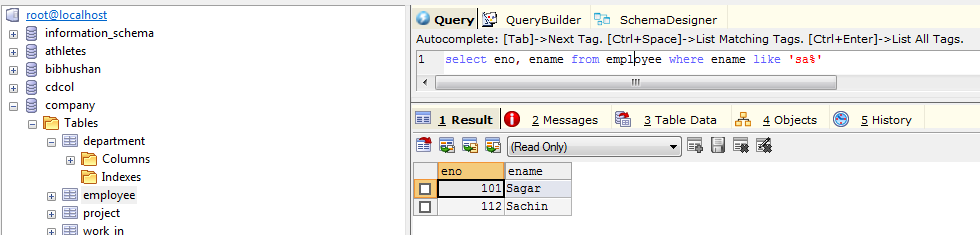 root@localhost
information_schema
athletes
bibhushan
cdcol
company
Tables
department
Columns
Indexes
employee
project
work_in
Query QueryBuilder SchemaDesigner
Autocomplete: [Tab]->Next Tag. [Ctrl+Space]->List Matching Tags. [Ctrl+Enter]->List All Tags.
1 select eno, ename from employee where ename like 'sa%'
1 Result 2 Messages 3 Table Data 4 Objects 5 History
(Read Only)
eno ename
101 Sagar
112 Sachin